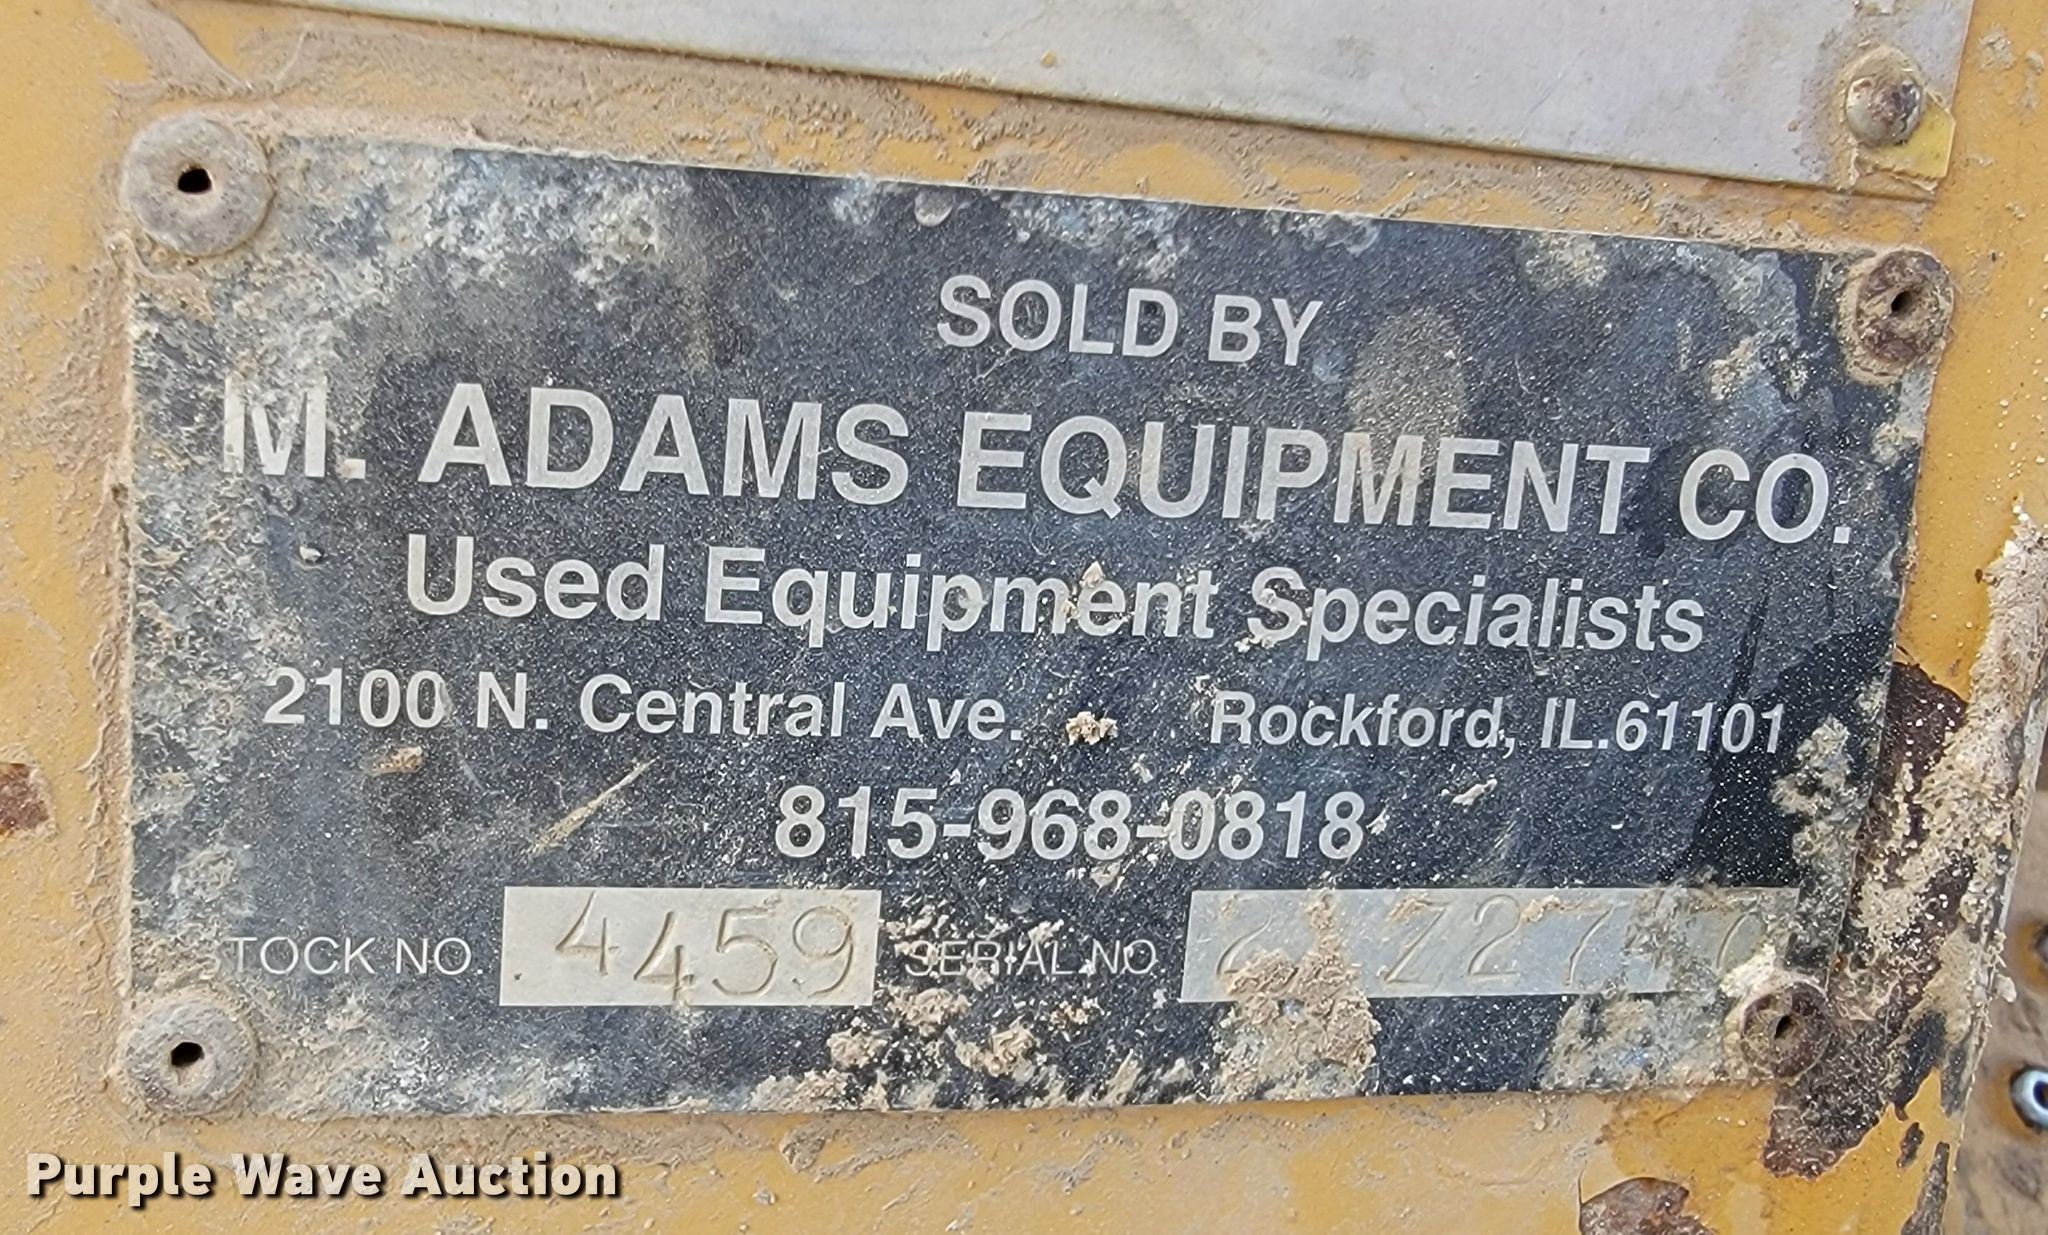 SOLD BY
M. ADAMS EQUIPMENT CO.
Used Equipment Specialists
2100 N. Central Ave. Rockford, IL. 61101
815-968-0818
STOCK NO. 4459 SERIAL NO
Purple Wave Auction